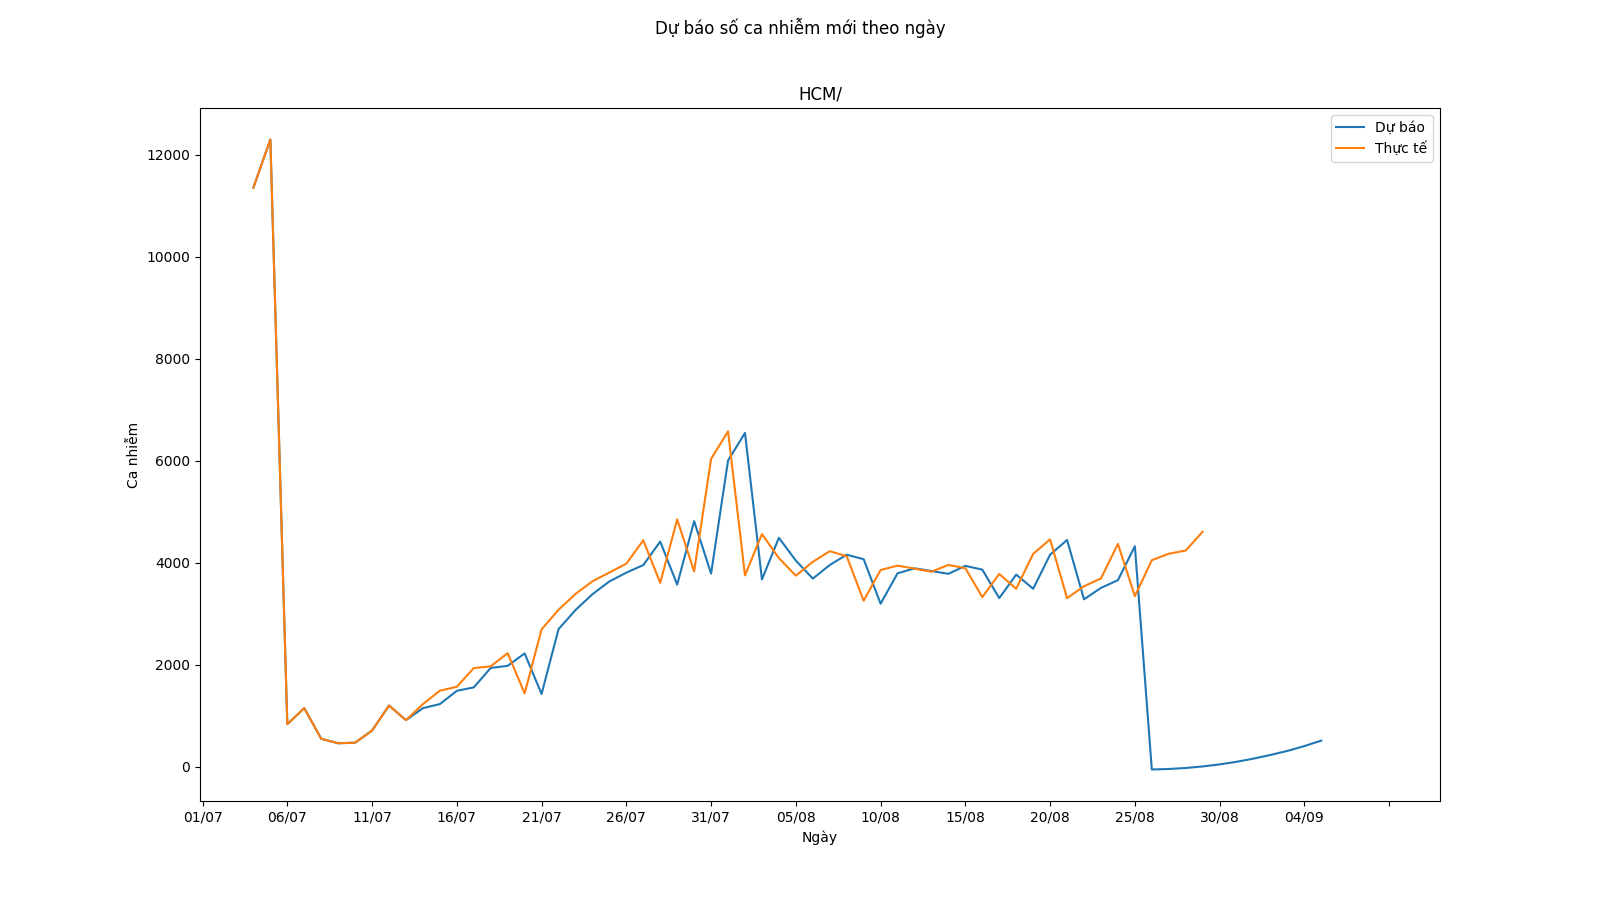 Dự báo số ca nhiễm mới theo ngày
HCM/
Dự báo
Thực tế
12000
10000
8000
6000
4000
2000
0
Ca nhiễm
01/07 06/07 11/07 16/07 21/07 26/07 31/07 05/08 10/08 15/08 20/08 25/08 30/08 04/09
Ngày